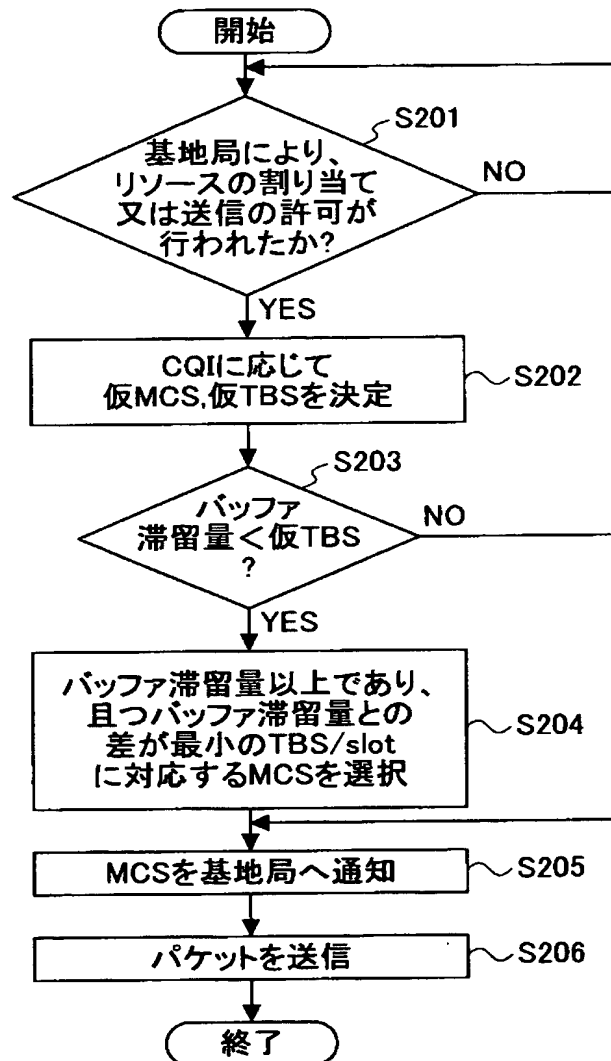 開始
S201
基地局により、
リソースの割り当て
又は送信の許可が
行われたか?
NO
YES
CQIに応じて
仮MCS,仮TBSを決定
S202
S203
バッファ
滞留量<仮TBS
?
NO
YES
バッファ滞留量以上であり、
且つバッファ滞留量との
差が最小のTBS/slot
に対応するMCSを選択
S204
MCSを基地局へ通知
S205
パケットを送信
S206
終了